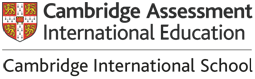 Cambridge Assessment
International Education
Cambridge International School